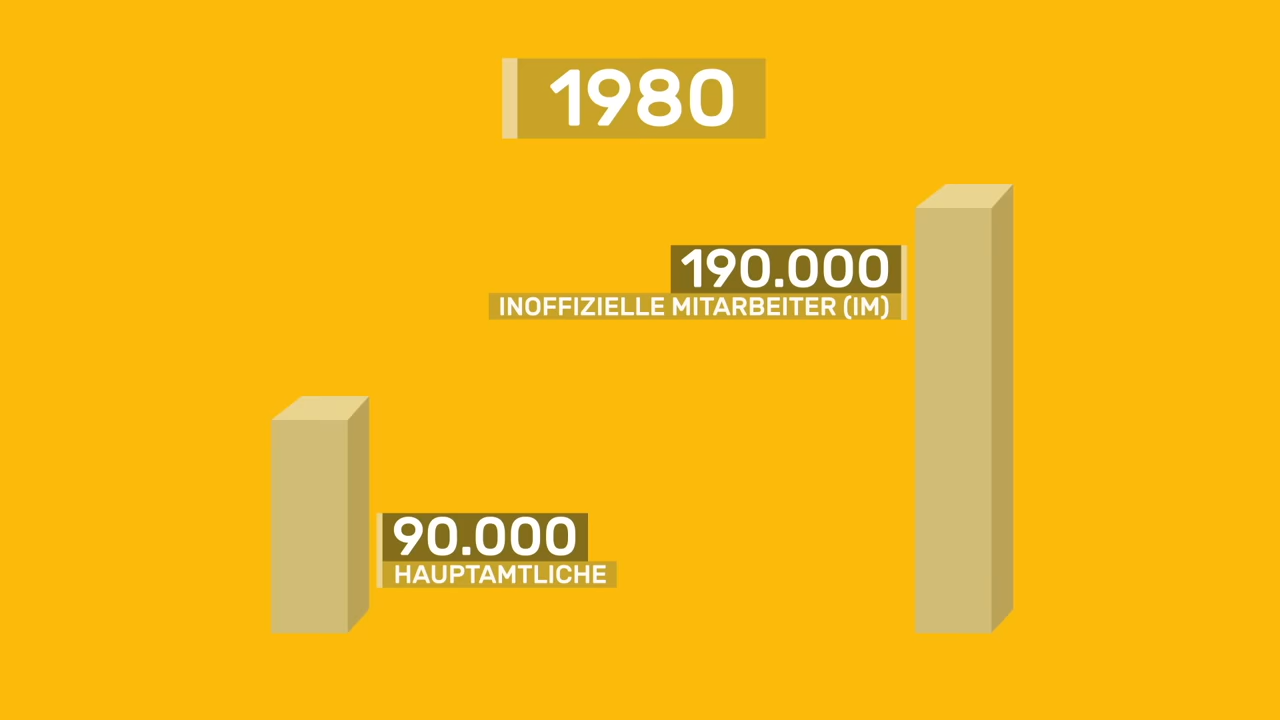 1980
190.000
INOFFIZIELLE MITARBEITER (IM)
90.000
HAUPTAMTLICHE